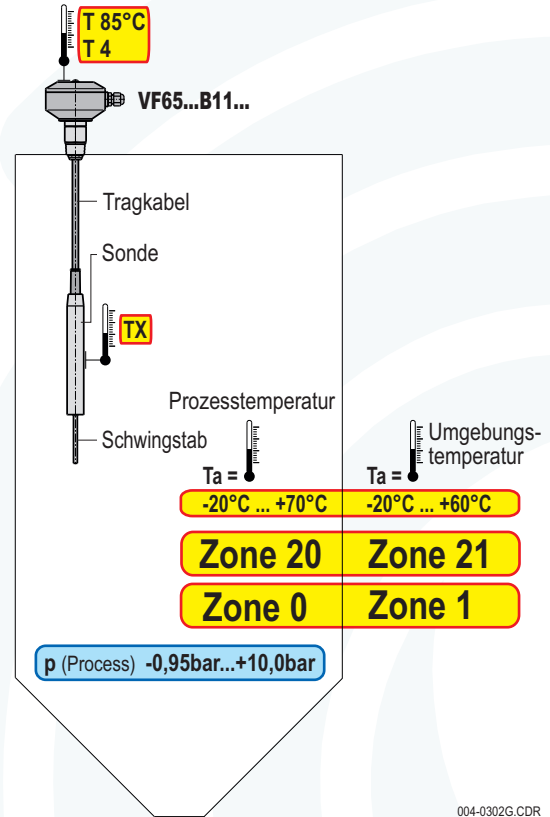 T 85°C
T 4
VF65...B11...
Tragkabel
Sonde
TX
Schwingstab
Prozesstemperatur
Ta =
Umgebungs-
temperatur
Ta =
-20°C ... +70°C -20°C ... +60°C
Zone 20 Zone 21
Zone 0 Zone 1
p (Process) -0,95bar...+10,0bar
004-0302G.CDR